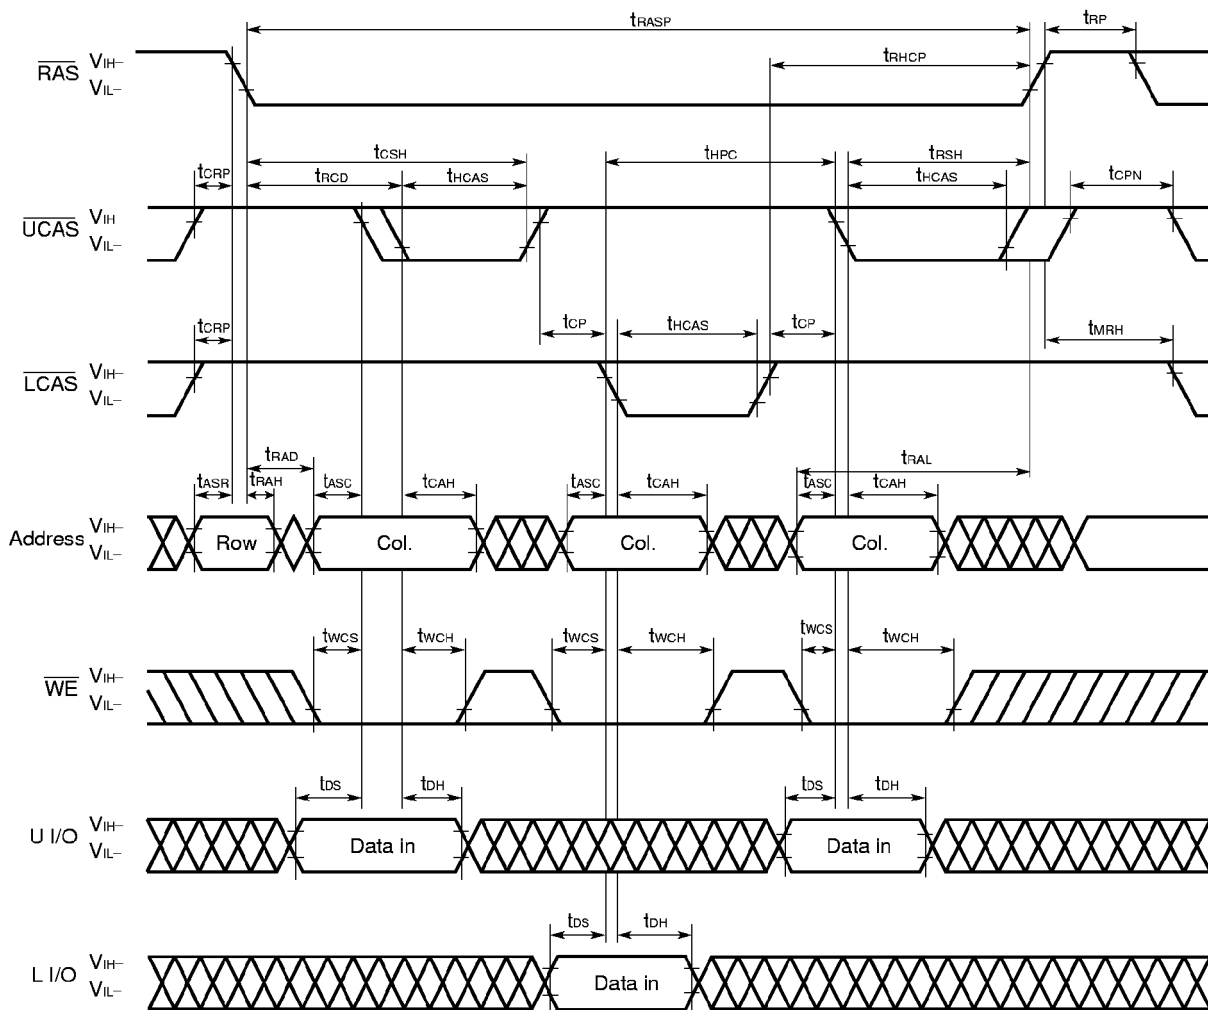 tRASP tRP
RAS VIH– tRHCP
VIL–
tCSH tHPC tRSH
tCRP tRCD tHCAS tHCAS tCPN
UCAS VIH
VIL–
tCRP tCP tHCAS tCP tMRH
LCAS VIH–
VIL–
tRAD tRAL
tASR tRAH tASC tCAH tASC tCAH tASC tCAH
Address VIH–
VIL–
Row Col. Col. Col.
tWCS tWCH tWCS tWCH tWCS tWCH
WE VIH–
VIL–
tDS tDH tDS tDH
U I/O VIH–
VIL–
Data in Data in
tDS tDH
L I/O VIH–
VIL–
Data in